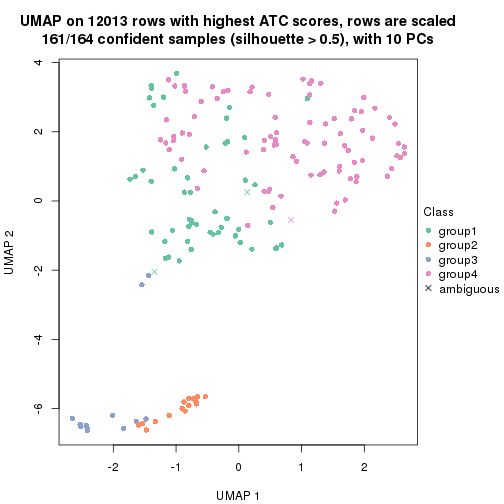 UMAP on 12013 rows with highest ATC scores, rows are scaled
161/164 confident samples (silhouette > 0.5), with 10 PCs
4
2
0
-2
-4
-6
UMAP 2
-2
-1
0
1
2
UMAP 1
Class
group1
group2
group3
group4
ambiguous